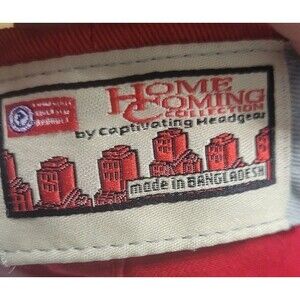 HOME
COMING
COLLECTION
by Captivating Headgear
made in BANGLADESH